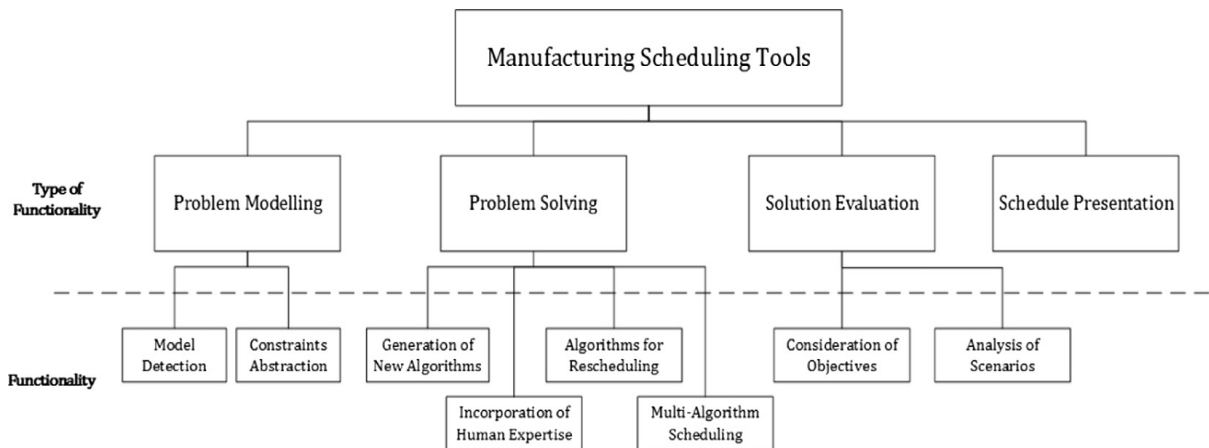 Manufacturing Scheduling Tools
Type of
Functionality
Problem Modelling
Problem Solving
Solution Evaluation
Schedule Presentation
Functionality
Model
Detection
Constraints
Abstraction
Generation of
New Algorithms
Algorithms for
Rescheduling
Consideration of
Objectives
Analysis of
Scenarios
Incorporation of
Human Expertise
Multi-Algorithm
Scheduling